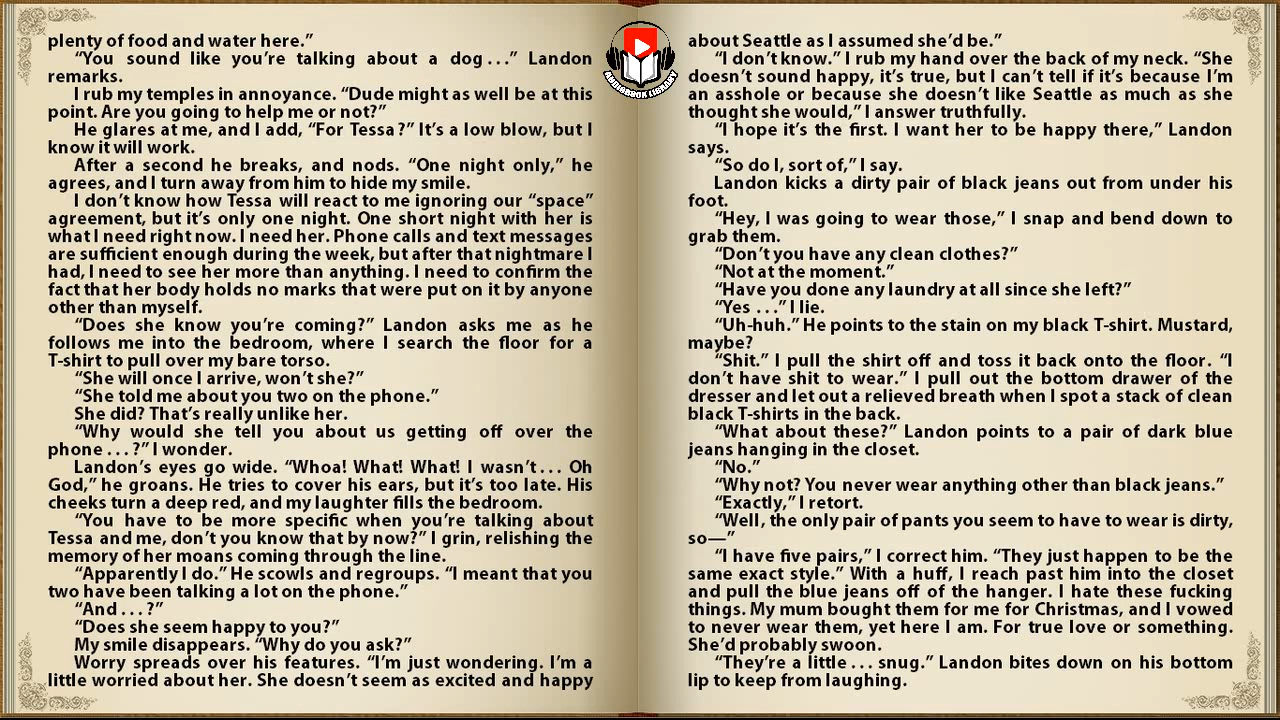 plenty of food and water here.”
“You sound like you’re talking about a dog . . .” Landon
remarks.
I rub my temples in annoyance. “Dude might as well be at this
point. Are you going to help me or not?”
He glares at me, and I add, “For Tessa?” It’s a low blow, but I
know it will work.
After a second he breaks, and nods. “One night only,” he
agrees, and I turn away from him to hide my smile.
I don’t know how Tessa will react to me ignoring our “space”
agreement, but it’s only one night. One short night with her is
what I need right now. I need her. Phone calls and text messages
are sufficient enough during the week, but after that nightmare I
had, I need to see her more than anything. I need to confirm the
fact that her body holds no marks that were put on it by anyone
other than myself.
“Does she know you’re coming?” Landon asks me as he
follows me into the bedroom, where I search the floor for a
T-shirt to pull over my bare torso.
“She will once I arrive, won’t she?”
“She told me about you two on the phone.”
She did? That’s really unlike her.
“Why would she tell you about us getting off over the
phone . . . ?” I wonder.
Landon’s eyes go wide. “Whoa! What! What! I wasn’t . . . Oh
God,” he groans. He tries to cover his ears, but it’s too late. His
cheeks turn a deep red, and my laughter fills the bedroom.
“You have to be more specific when you’re talking about
Tessa and me, don’t you know that by now?” I grin, relishing the
memory of her moans coming through the line.
“Apparently I do.” He scowls and regroups. “I meant that you
two have been talking a lot on the phone.”
“And . . . ?”
“Does she seem happy to you?”
My smile disappears. “Why do you ask?”
Worry spreads over his features. “I’m just wondering. I’m a
little worried about her. She doesn’t seem as excited and happy
about Seattle as I assumed she’d be.”
“I don’t know.” I rub my hand over the back of my neck. “She
doesn’t sound happy, it’s true, but I can’t tell if it’s because I’m
an asshole or because she doesn’t like Seattle as much as she
thought she would,” I answer truthfully.
“I hope it’s the first. I want her to be happy there,” Landon
says.
“So do I, sort of,” I say.
Landon kicks a dirty pair of black jeans out from under his
foot.
“Hey, I was going to wear those,” I snap and bend down to
grab them.
“Don’t you have any clean clothes?”
“Not at the moment.”
“Have you done any laundry at all since she left?”
“Yes . . .” I lie.
“Uh-huh.” He points to the stain on my black T-shirt. Mustard,
maybe?
“Shit.” I pull the shirt off and toss it back onto the floor. “I
don’t have shit to wear.” I pull out the bottom drawer of the
dresser and let out a relieved breath when I spot a stack of clean
black T-shirts in the back.
“What about these?” Landon points to a pair of dark blue
jeans hanging in the closet.
“No.”
“Why not? You never wear anything other than black jeans.”
“Exactly,” I retort.
“Well, the only pair of pants you seem to have to wear is dirty,
so—”
“I have five pairs,” I correct him. “They just happen to be the
same exact style.” With a huff, I reach past him into the closet
and pull the blue jeans off of the hanger. I hate these fucking
things. My mum bought them for me for Christmas, and I vowed
to never wear them, yet here I am. For true love or something.
She’d probably swoon.
“They’re a little . . . snug.” Landon bites down on his bottom
lip to keep from laughing.
AUDIOBOOK LIBRARY